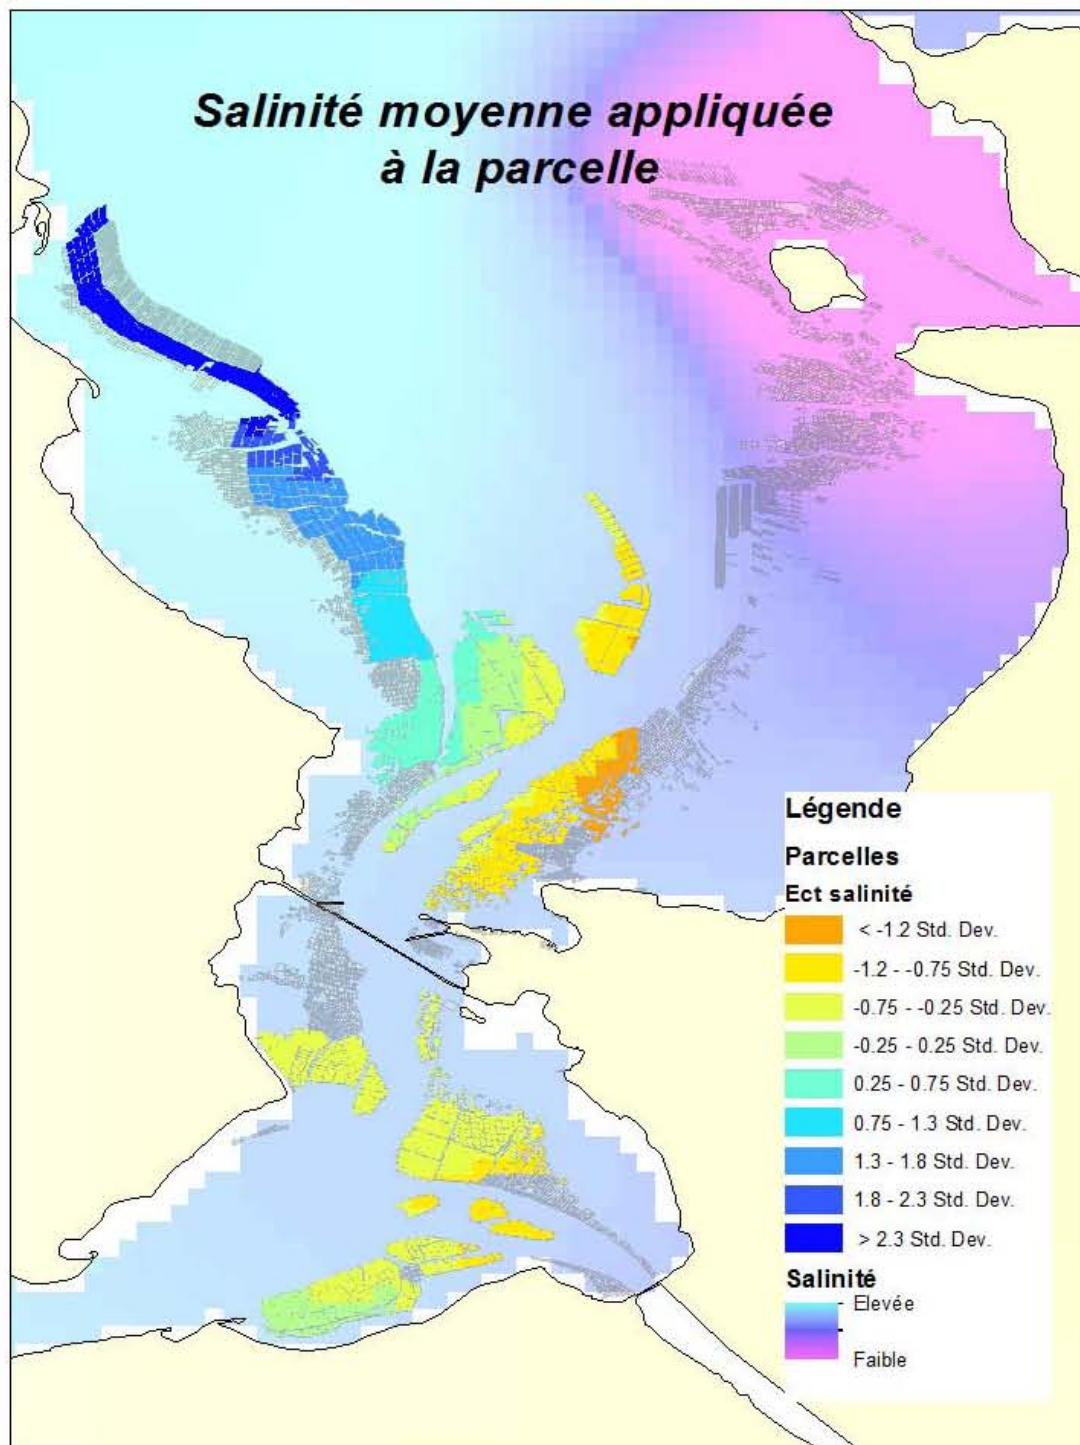 Salinité moyenne appliquée
à la parcelle
Légende
Parcelles
Ect salinité
< -1.2 Std. Dev.
-1.2 - -0.75 Std. Dev.
-0.75 - -0.25 Std. Dev.
-0.25 - 0.25 Std. Dev.
0.25 - 0.75 Std. Dev.
0.75 - 1.3 Std. Dev.
1.3 - 1.8 Std. Dev.
1.8 - 2.3 Std. Dev.
> 2.3 Std. Dev.
Salinité
Elevée
Faible